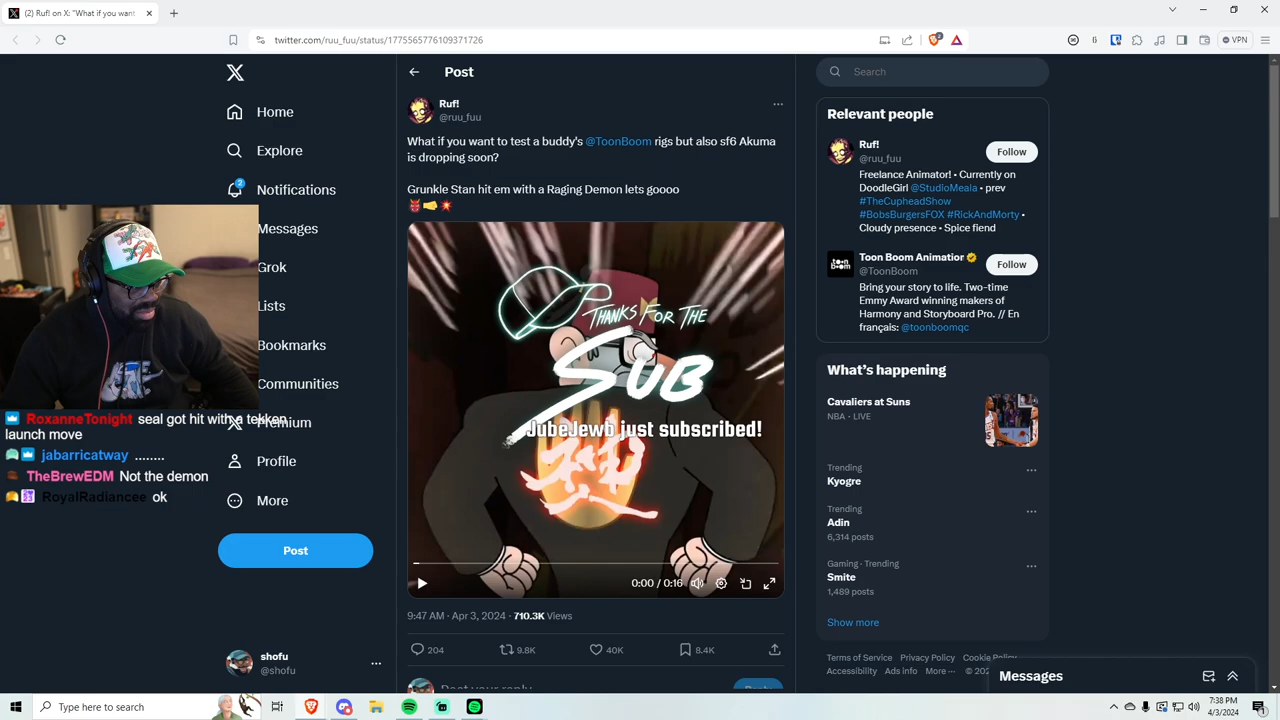 (2) Ruf! on X: "What if you want
twitter.com/ruu_fuu/status/1775565776109371726
VPN
Home
Explore
2
Notifications
Messages
Grok
Lists
Bookmarks
Communities
Premium
Profile
More
Post
shofu
@shofu
RoxanneTonight seal got hit with a tekken
launch move
jabarricatway ........
TheBrewEDM Not the demon
RoyalRadiancee ok
Post
Ruf!
@ruu_fuu
What if you want to test a buddy's @ToonBoom rigs but also sf6 Akuma
is dropping soon?
Grunkle Stan hit em with a Raging Demon lets goooo
THANKS FOR THE
SUB
JubeJewb just subscribed!
0:00 / 0:16
9:47 AM · Apr 3, 2024 · 710.3K Views
204
9.8K
40K
8.4K
Post your reply
Search
Relevant people
Ruf!
@ruu_fuu
Follow
Freelance Animator! • Currently on
DoodleGirl @StudioMeala • prev
#TheCupheadShow
#BobsBurgersFOX #RickAndMorty •
Cloudy presence • Spice fiend
Toon Boom Animation
@ToonBoom
Follow
Bring your story to life. Two-time
Emmy Award winning makers of
Harmony and Storyboard Pro. // En
français: @toonboomqc
What's happening
Cavaliers at Suns
NBA · LIVE
Trending
Kyogre
Trending
Adin
6,314 posts
Gaming · Trending
Smite
1,489 posts
Show more
Terms of Service Privacy Policy Cookie Policy
Accessibility Ads info More ··· © 202
Messages
Type here to search
7:38 PM
4/3/2024